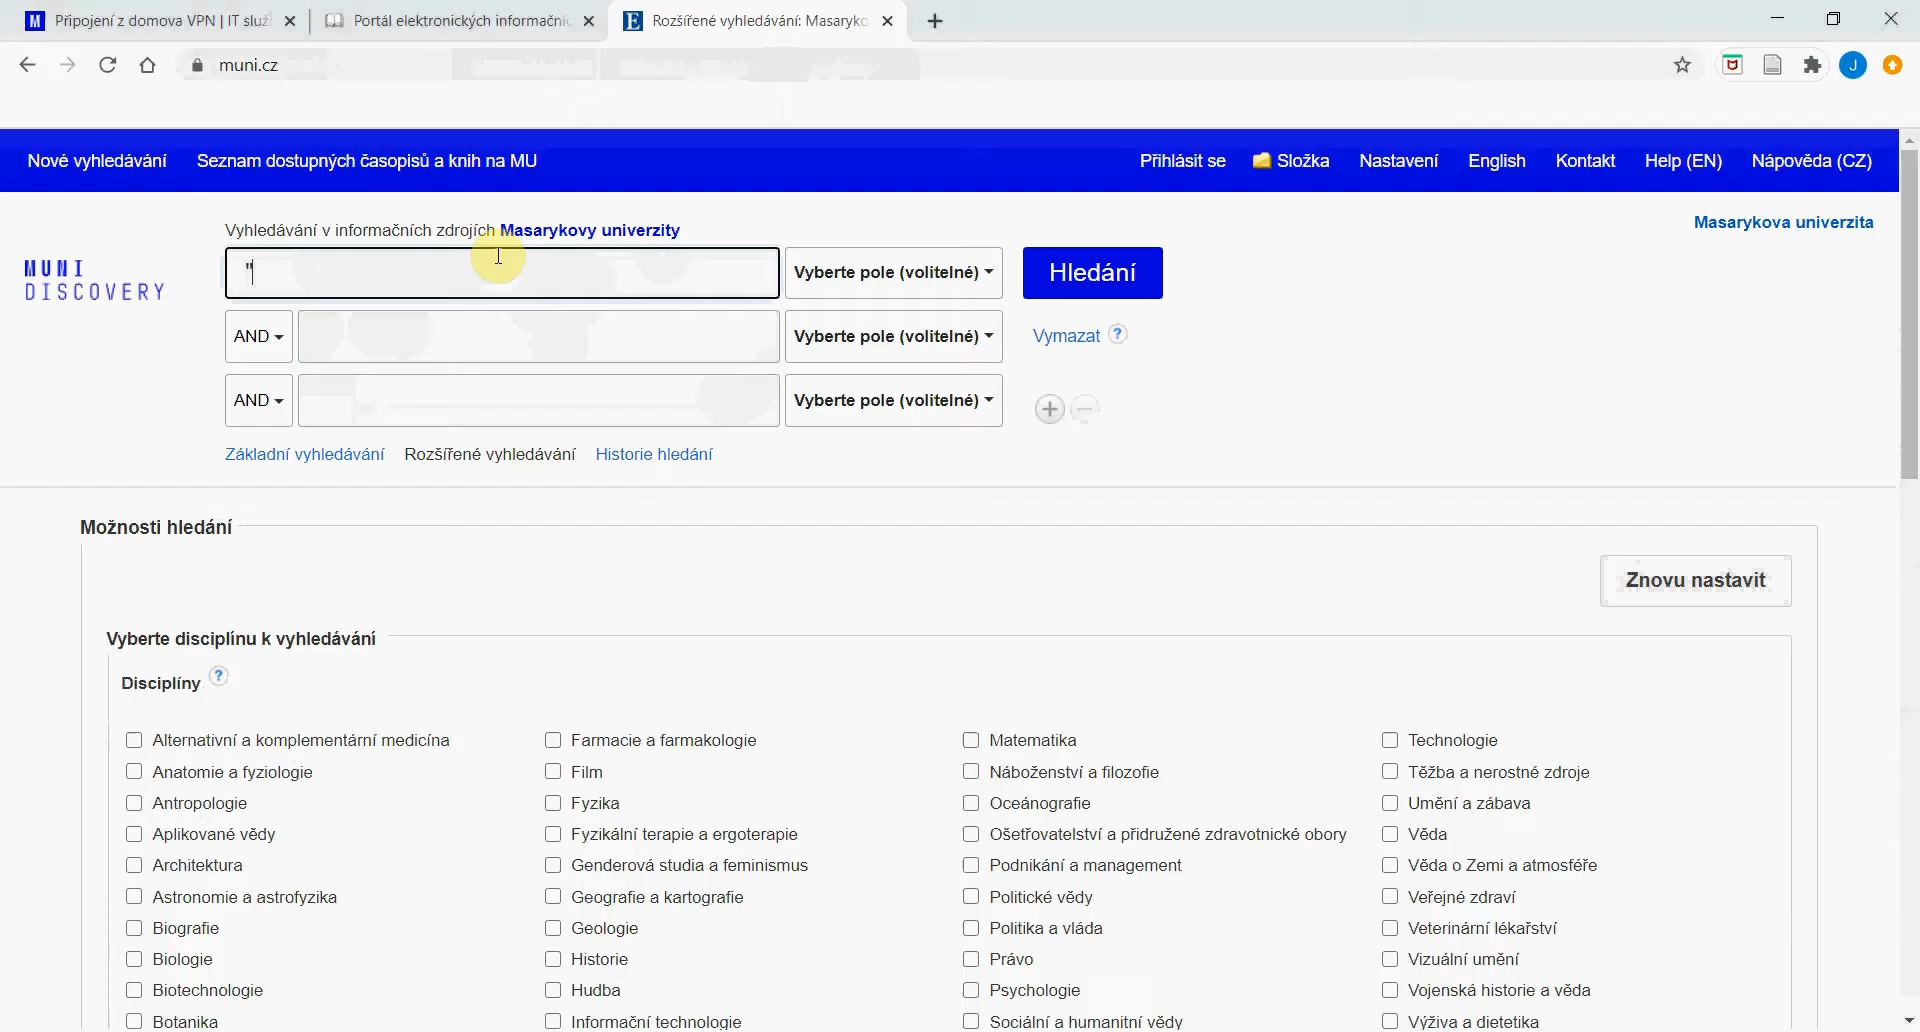 Připojení z domova VPN | IT služ
Portál elektronických informačníc
Rozšířené vyhledávání: Masaryko
muni.cz
J
Nové vyhledávání Seznam dostupných časopisů a knih na MU Přihlásit se Složka Nastavení English Kontakt Help (EN) Nápověda (CZ)
Masarykova univerzita
MUNI
DISCOVERY
Vyhledávání v informačních zdrojích Masarykovy univerzity
" Vyberte pole (volitelné) Hledání
AND Vyberte pole (volitelné) Vymazat ?
AND Vyberte pole (volitelné)
Základní vyhledávání Rozšířené vyhledávání Historie hledání
Možnosti hledání
Znovu nastavit
Vyberte disciplínu k vyhledávání
Disciplíny ?
Alternativní a komplementární medicína Farmacie a farmakologie Matematika Technologie
Anatomie a fyziologie Film Náboženství a filozofie Těžba a nerostné zdroje
Antropologie Fyzika Oceánografie Umění a zábava
Aplikované vědy Fyzikální terapie a ergoterapie Ošetřovatelství a přidružené zdravotnické obory Věda
Architektura Genderová studia a feminismus Podnikání a management Věda o Zemi a atmosféře
Astronomie a astrofyzika Geografie a kartografie Politické vědy Veřejné zdraví
Biografie Geologie Politika a vláda Veterinární lékařství
Biologie Historie Právo Vizuální umění
Biotechnologie Hudba Psychologie Vojenská historie a věda
Botanika Informační technologie Sociální a humanitní vědy Výživa a dietetika